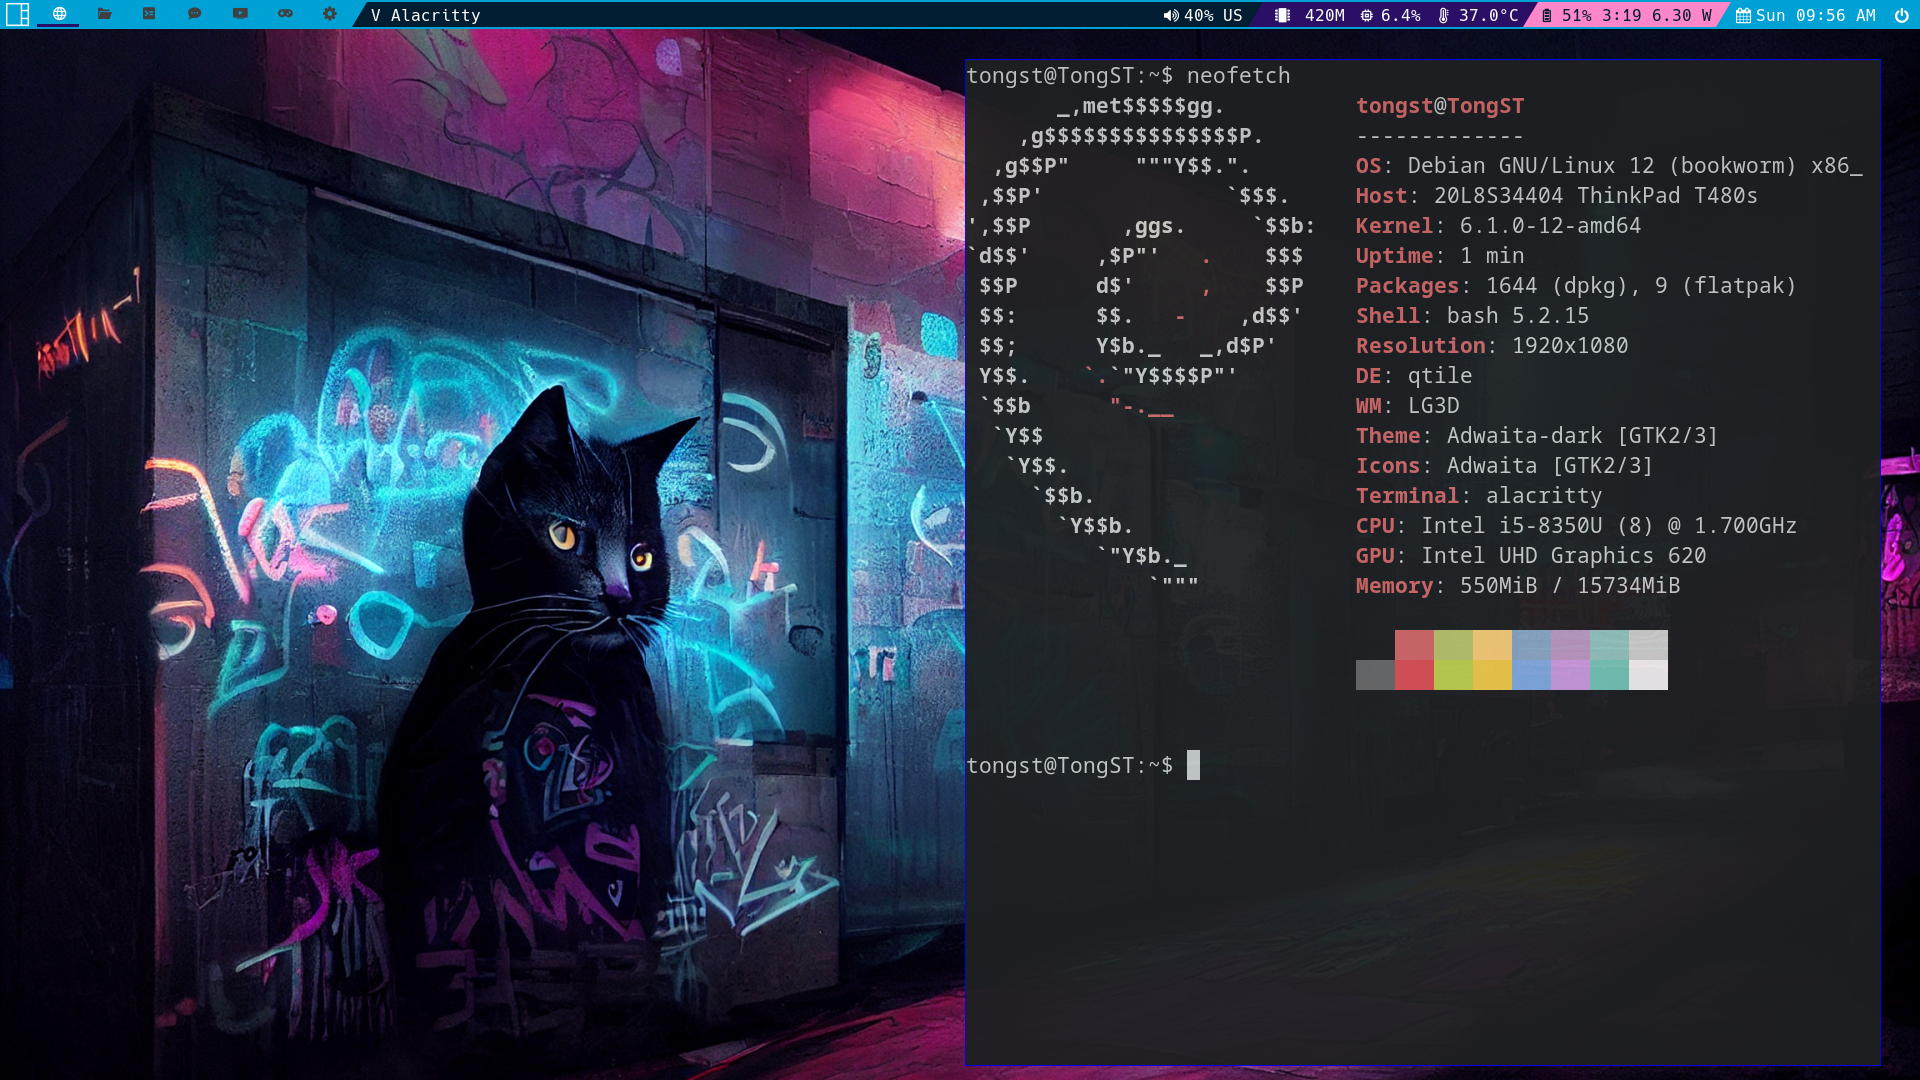 V Alacritty
40% US
420M 6.4% 37.0°C
51% 3:19 6.30 W
Sun 09:56 AM
tongst@TongST:~$ neofetch
_,met$$$$$gg.
,g$$$$$$$$$$$$$$$P.
,g$$P"     """Y$$.".
,$$P'              `$$$.
',$$P       ,ggs.     `$$b:
`d$$'     ,$P"'   .    $$$
$$P      d$'     ,    $$P
$$:      $$.   -    ,d$$'
$$;      Y$b._   _,d$P'
Y$$.    `.`"Y$$$$P"'
`$$b      "-.__
`Y$$
`Y$$.
`$$b.
`Y$$b.
`"Y$b._
`"""
tongst@TongST
-------------
OS: Debian GNU/Linux 12 (bookworm) x86_
Host: 20L8S34404 ThinkPad T480s
Kernel: 6.1.0-12-amd64
Uptime: 1 min
Packages: 1644 (dpkg), 9 (flatpak)
Shell: bash 5.2.15
Resolution: 1920x1080
DE: qtile
WM: LG3D
Theme: Adwaita-dark [GTK2/3]
Icons: Adwaita [GTK2/3]
Terminal: alacritty
CPU: Intel i5-8350U (8) @ 1.700GHz
GPU: Intel UHD Graphics 620
Memory: 550MiB / 15734MiB
tongst@TongST:~$